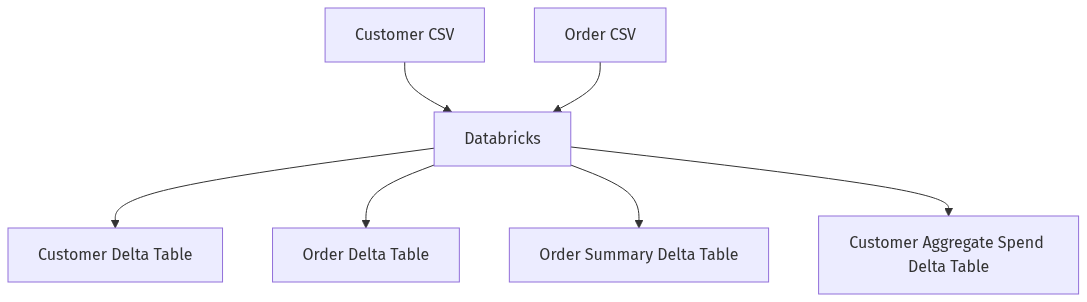 Customer CSV
Order CSV
Databricks
Customer Delta Table
Order Delta Table
Order Summary Delta Table
Customer Aggregate Spend
Delta Table